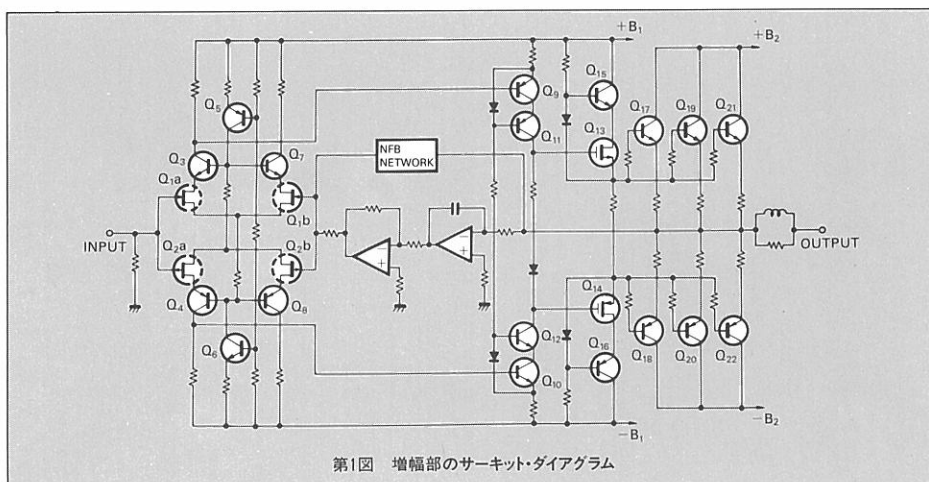 +B₁
+B₂
Q₅
Q₉
Q₁₅
Q₁₇
Q₁₉
Q₂₁
Q₃
Q₇
Q₁₁
Q₁₃
NFB
NETWORK
Q₁a
Q₁b
INPUT
OUTPUT
Q₂a
Q₂b
Q₄
Q₈
Q₁₄
Q₁₂
Q₆
Q₁₆
Q₁₈
Q₂₀
Q₂₂
Q₁₀
−B₁
−B₂
第1図 増幅部のサーキット・ダイアグラム